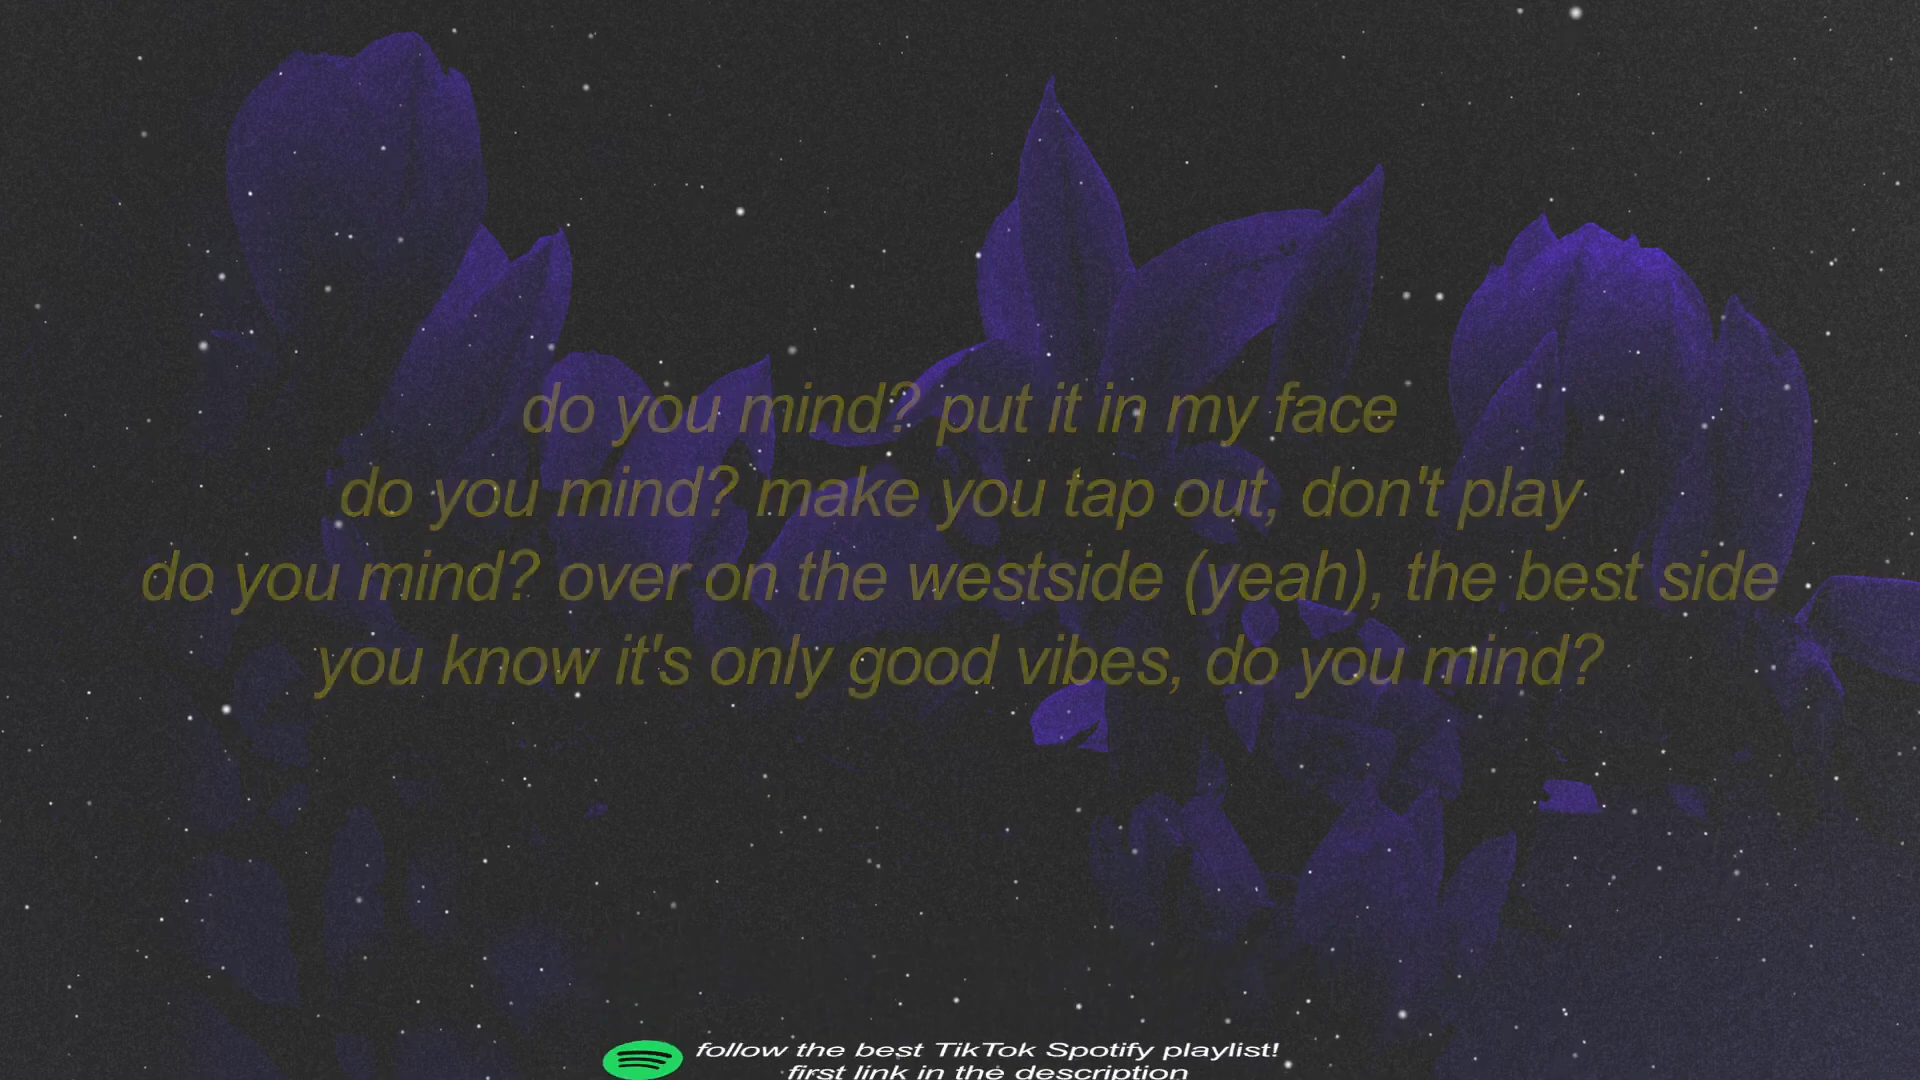 do you mind? put it in my face
do you mind? make you tap out, don't play
do you mind? over on the westside (yeah), the best side
you know it's only good vibes, do you mind?
follow the best TikTok Spotify playlist!
first link in the description